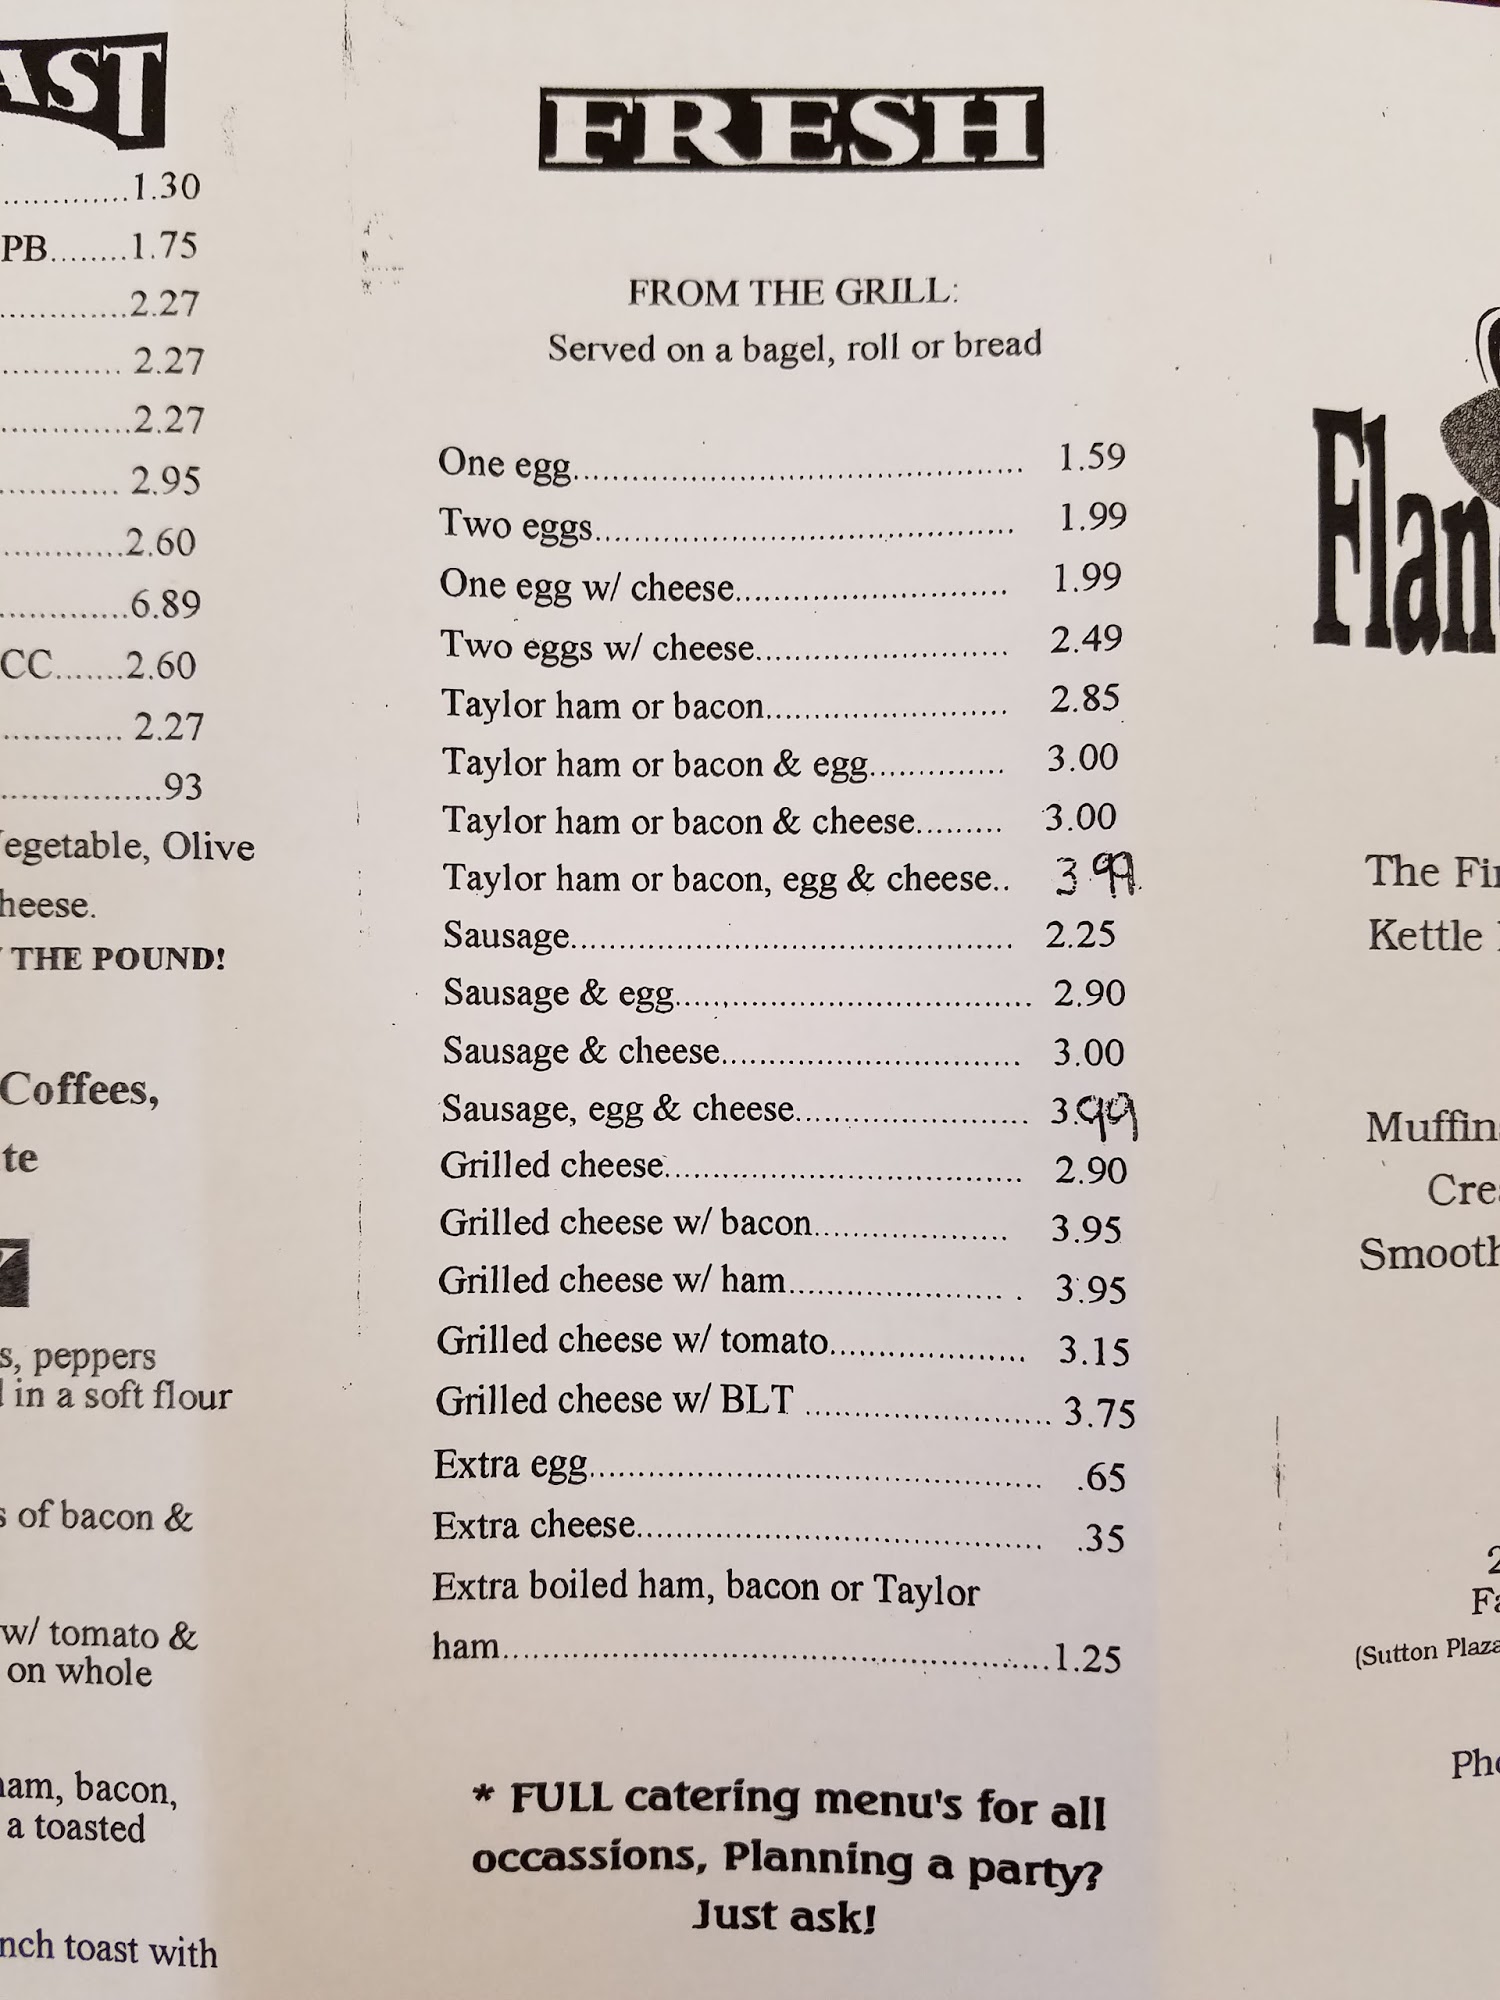 AST
..............1.30
PB........1.75
.............2.27
............ 2.27
..............2.27
............ 2.95
............2.60
..............6.89
CC.......2.60
............ 2.27
.................93
egetable, Olive
heese.
THE POUND!
Coffees,
te
s, peppers
in a soft flour
s of bacon &
w/ tomato &
on whole
ham, bacon,
a toasted
nch toast with
FRESH
FROM THE GRILL:
Served on a bagel, roll or bread
One egg............................................. 1.59
Two eggs.......................................... 1.99
One egg w/ cheese........................... 1.99
Two eggs w/ cheese......................... 2.49
Taylor ham or bacon........................ 2.85
Taylor ham or bacon & egg.............. 3.00
Taylor ham or bacon & cheese......... 3.00
Taylor ham or bacon, egg & cheese.. 3 99
Sausage............................................ 2.25
Sausage & egg.................................... 2.90
Sausage & cheese.............................. 3.00
Sausage, egg & cheese....................... 3.99
Grilled cheese.................................... 2.90
Grilled cheese w/ bacon................... 3.95
Grilled cheese w/ ham..................... . 3.95
Grilled cheese w/ tomato.................... 3.15
Grilled cheese w/ BLT ......................... 3.75
Extra egg............................................. .65
Extra cheese........................................ .35
Extra boiled ham, bacon or Taylor
ham.......................................................1.25
* FULL catering menu's for all
occassions, Planning a party?
Just ask!
Flan
The Fi
Kettle
Muffin
Cre
Smooth
2
Fa
(Sutton Plaza
Pho